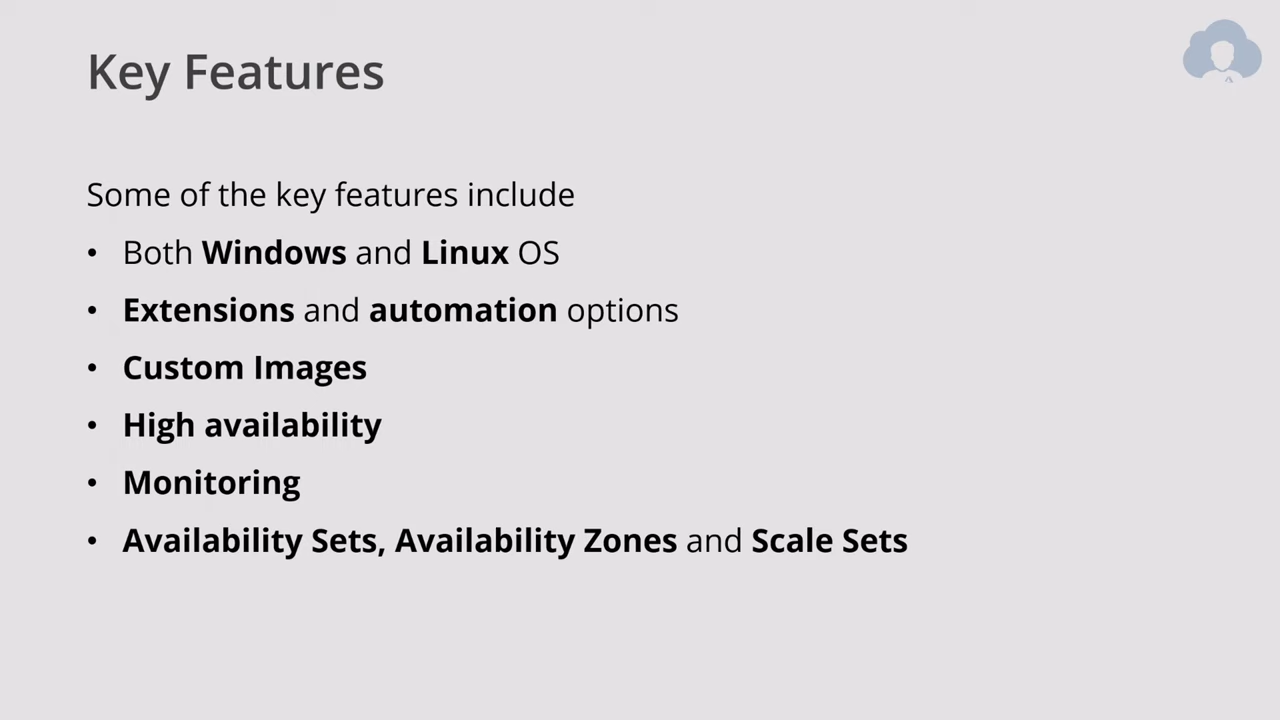 Key Features
Some of the key features include
• Both Windows and Linux OS
• Extensions and automation options
• Custom Images
• High availability
• Monitoring
• Availability Sets, Availability Zones and Scale Sets